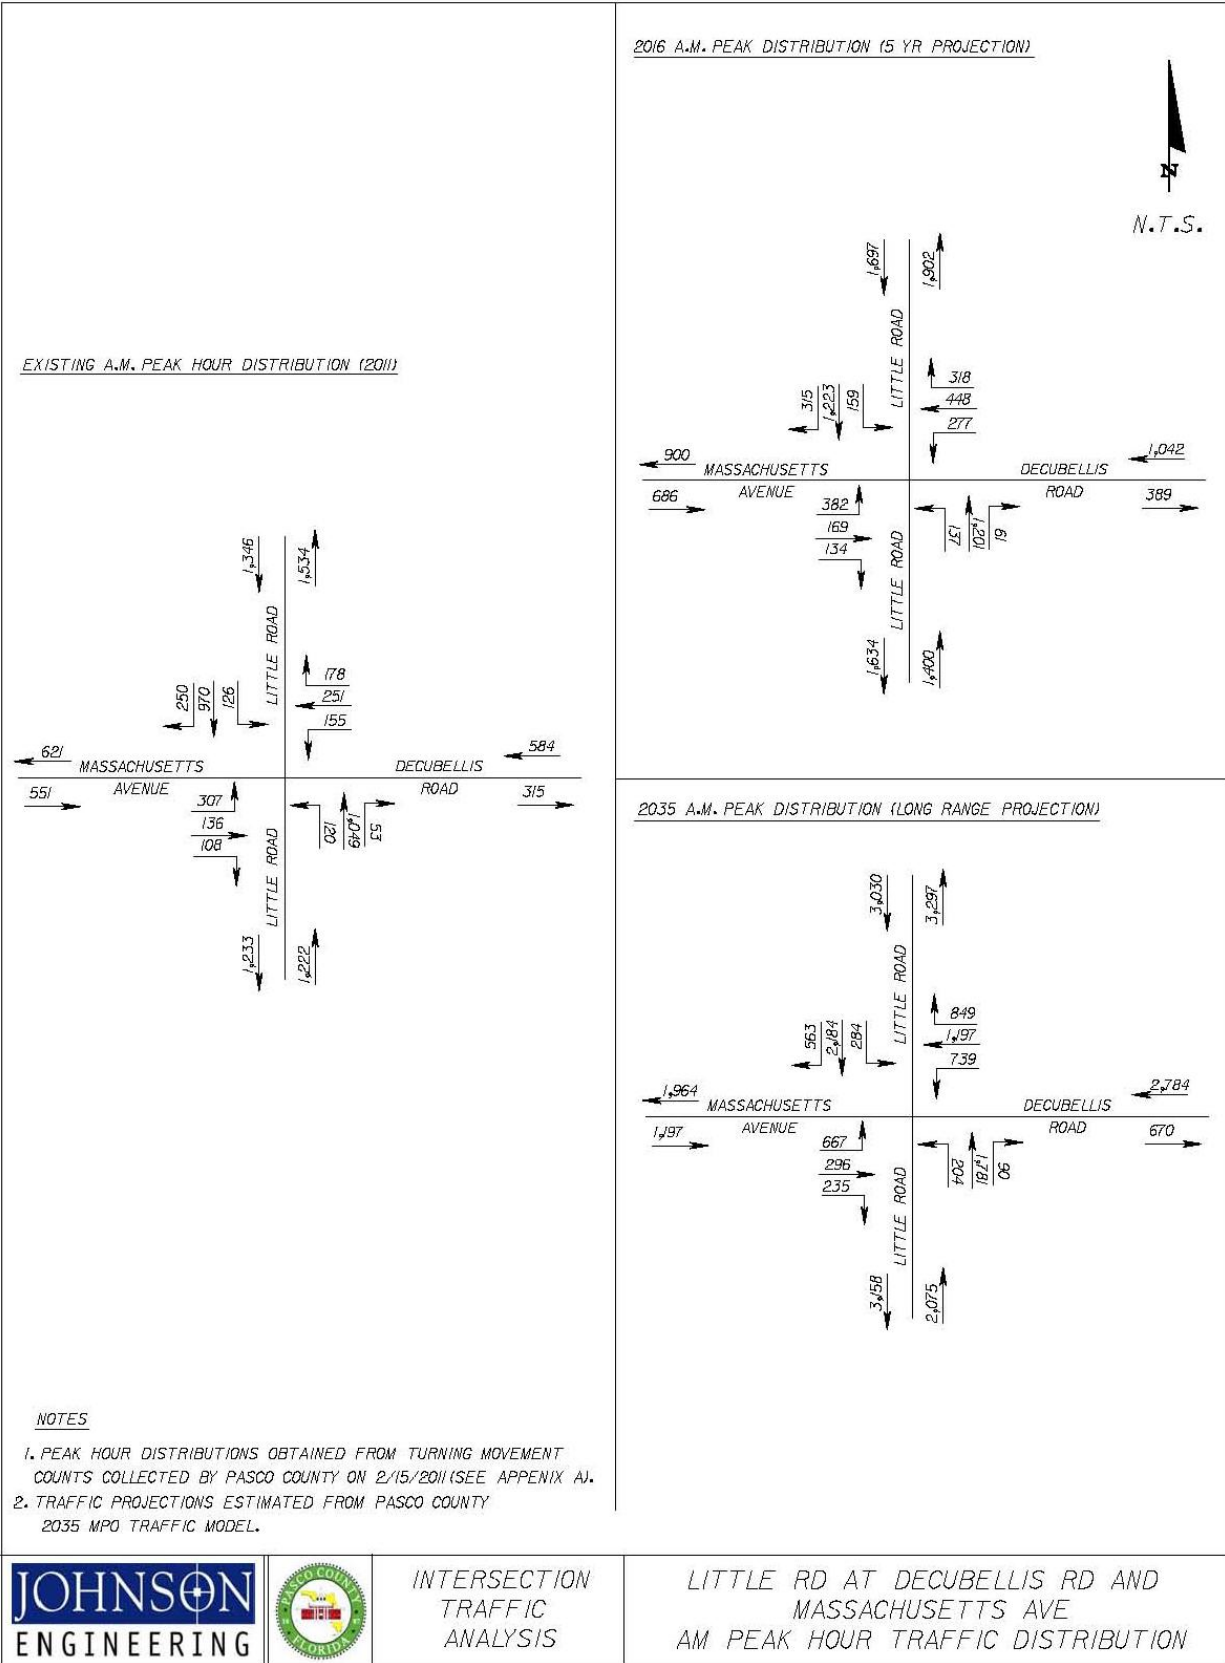 EXISTING A.M. PEAK HOUR DISTRIBUTION (2011)
1,346
1,534
LITTLE ROAD
178
251
155
250
970
126
621
MASSACHUSETTS
DECUBELLIS
584
551
AVENUE
ROAD
315
307
136
108
120
1,049
53
LITTLE ROAD
1,233
1,222
NOTES
1. PEAK HOUR DISTRIBUTIONS OBTAINED FROM TURNING MOVEMENT
COUNTS COLLECTED BY PASCO COUNTY ON 2/15/2011 (SEE APPENIX A).
2. TRAFFIC PROJECTIONS ESTIMATED FROM PASCO COUNTY
2035 MPO TRAFFIC MODEL.
2016 A.M. PEAK DISTRIBUTION (5 YR PROJECTION)
N
N.T.S.
1,697
1,902
LITTLE ROAD
318
448
277
315
1,223
159
900
MASSACHUSETTS
DECUBELLIS
1,042
686
AVENUE
ROAD
389
382
169
134
137
1,201
61
LITTLE ROAD
1,634
1,400
2035 A.M. PEAK DISTRIBUTION (LONG RANGE PROJECTION)
3,030
3,297
LITTLE ROAD
849
1,197
739
563
2,184
284
1,964
MASSACHUSETTS
DECUBELLIS
2,784
1,197
AVENUE
ROAD
670
667
296
235
204
1,781
90
LITTLE ROAD
3,158
2,075
JOHNSON
ENGINEERING
PASCO COUNTY
FLORIDA
INTERSECTION
TRAFFIC
ANALYSIS
LITTLE RD AT DECUBELLIS RD AND
MASSACHUSETTS AVE
AM PEAK HOUR TRAFFIC DISTRIBUTION